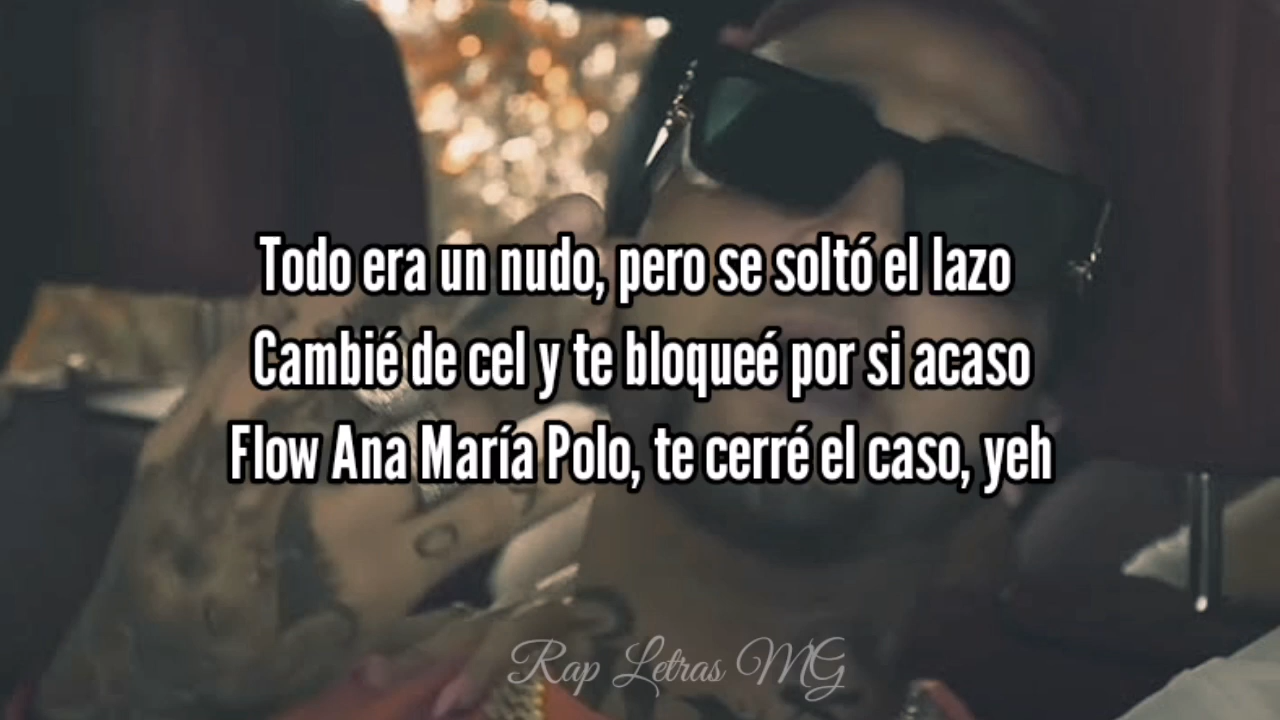 Todo era un nudo, pero se soltó el lazo
Cambié de cel y te bloqueé por si acaso
Flow Ana María Polo, te cerré el caso, yeh
Rap Letras MG